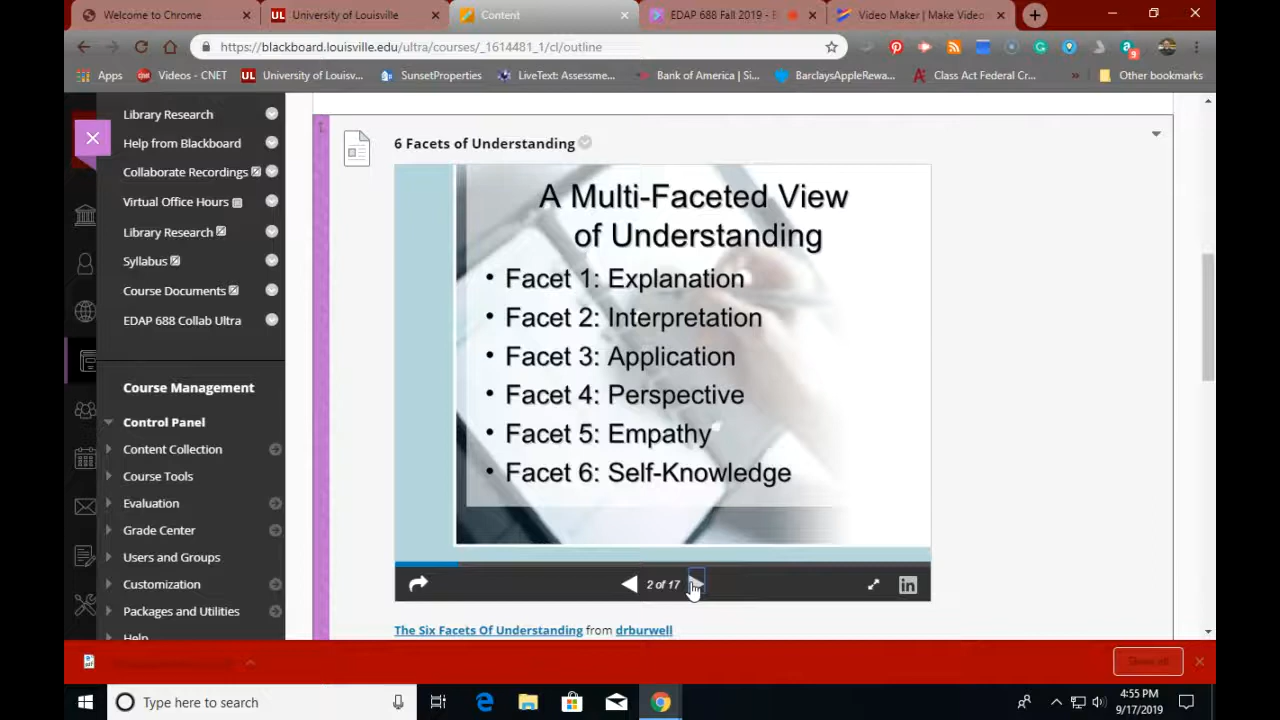 Welcome to Chrome
University of Louisville
Content
EDAP 688 Fall 2019 - E
Video Maker | Make Video
https://blackboard.louisville.edu/ultra/courses/_1614481_1/cl/outline
Apps
Videos - CNET
University of Louisv...
SunsetProperties
LiveText: Assessme...
Bank of America | Si...
BarclaysAppleRewa...
Class Act Federal Cr...
Other bookmarks
Library Research
Help from Blackboard
Collaborate Recordings
Virtual Office Hours
Library Research
Syllabus
Course Documents
EDAP 688 Collab Ultra
Course Management
Control Panel
Content Collection
Course Tools
Evaluation
Grade Center
Users and Groups
Customization
Packages and Utilities
Help
6 Facets of Understanding
A Multi-Faceted View
of Understanding
• Facet 1: Explanation
• Facet 2: Interpretation
• Facet 3: Application
• Facet 4: Perspective
• Facet 5: Empathy
• Facet 6: Self-Knowledge
2 of 17
The Six Facets Of Understanding from drburwell
Show all
Type here to search
4:55 PM
9/17/2019